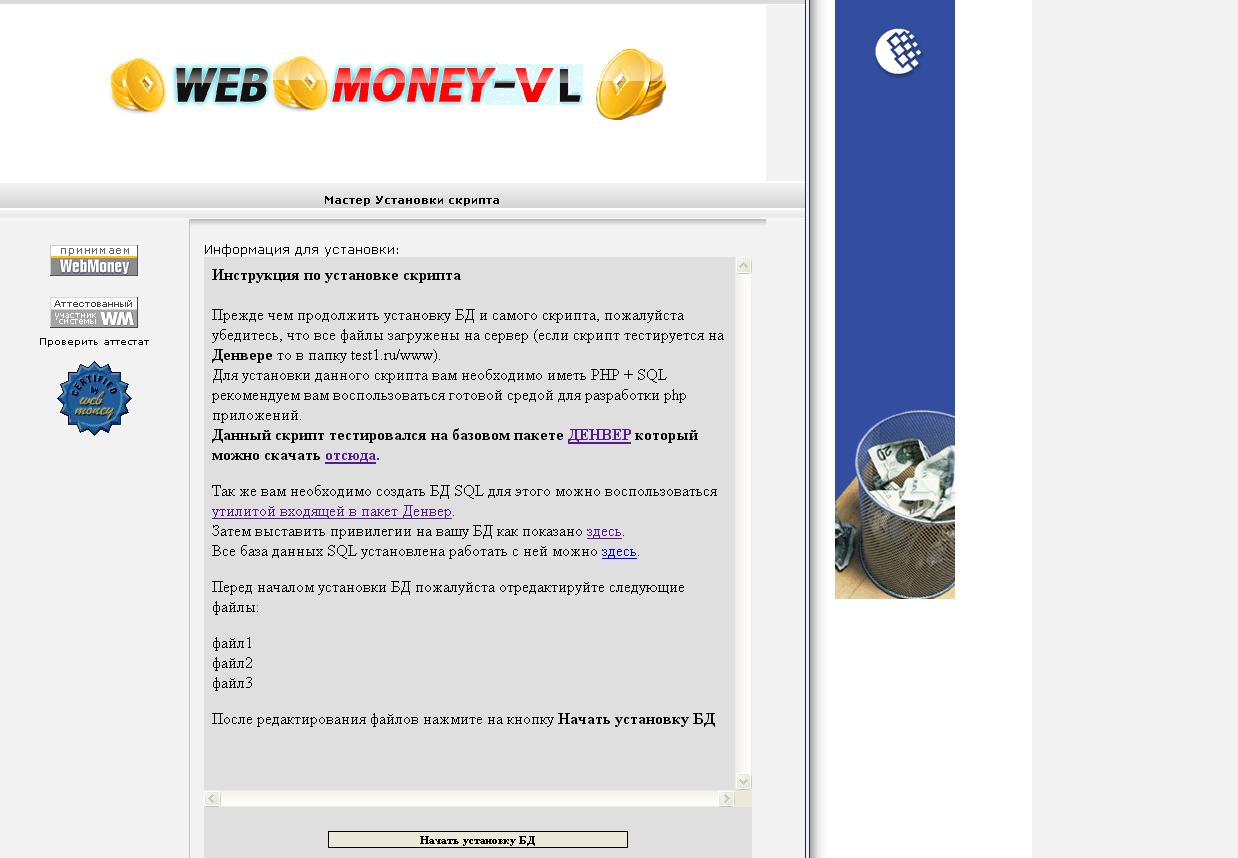 WEB MONEY-VL
Мастер Установки скрипта
принимаем
WebMoney
Аттестованный
участник
системы WM
Проверить аттестат
CERTIFIED
by
web
money
Информация для установки:
Инструкция по установке скрипта
Прежде чем продолжить установку БД и самого скрипта, пожалуйста
убедитесь, что все файлы загружены на сервер (если скрипт тестируется на
Денвере то в папку test1.ru/www).
Для установки данного скрипта вам необходимо иметь PHP + SQL
рекомендуем вам воспользоваться готовой средой для разработки php
приложений.
Данный скрипт тестировался на базовом пакете ДЕНВЕР который
можно скачать отсюда.
Так же вам необходимо создать БД SQL для этого можно воспользоваться
утилитой входящей в пакет Денвер.
Затем выставить привилегии на вашу БД как показано здесь.
Все база данных SQL установлена работать с ней можно здесь.
Перед началом установки БД пожалуйста отредактируйте следующие
файлы:
файл1
файл2
файл3
После редактирования файлов нажмите на кнопку Начать установку БД
Начать установку БД
20